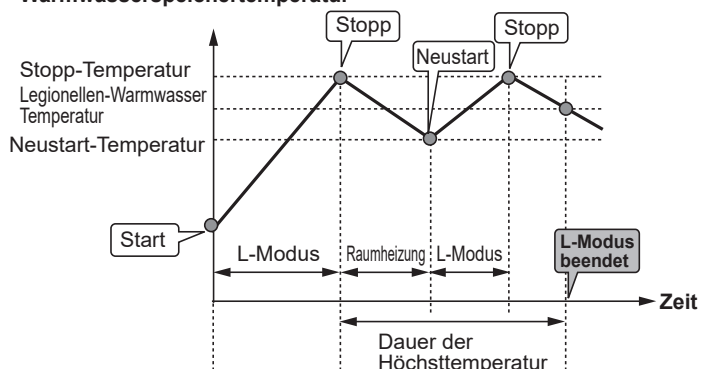 Warmwasserspeichertemperatur
Stopp
Stopp
Neustart
Stopp-Temperatur
Legionellen-Warmwasser
Temperatur
Neustart-Temperatur
Start
L-Modus
Raumheizung
L-Modus
L-Modus
beendet
Zeit
Dauer der
Höchsttemperatur